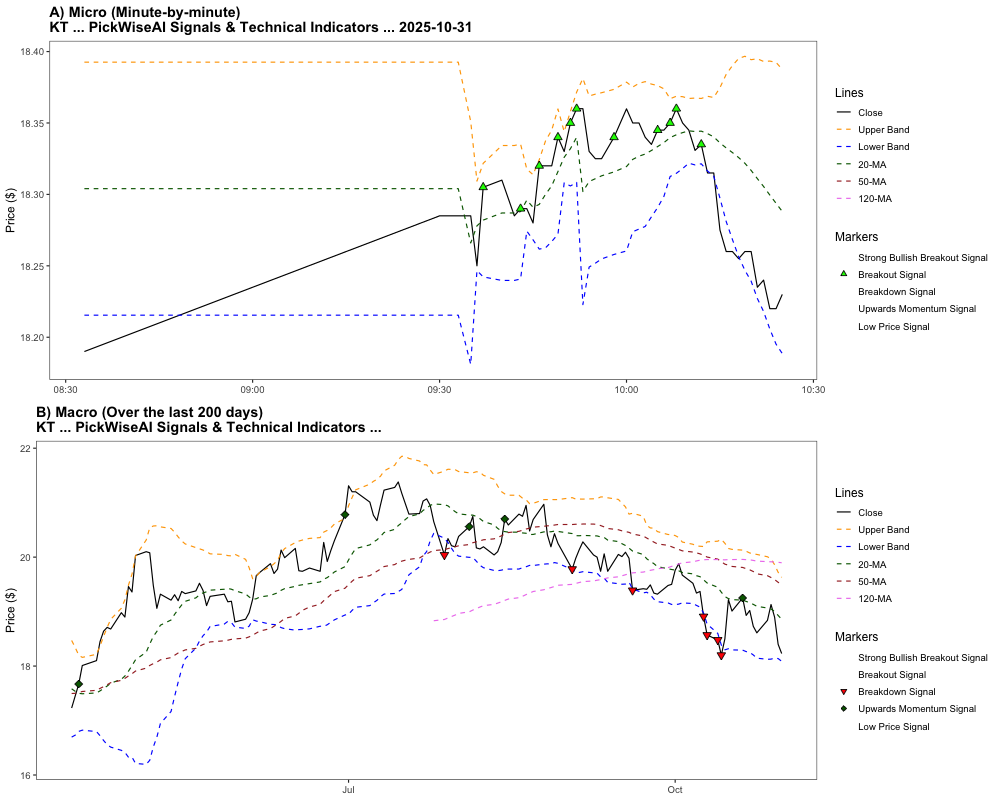 A) Micro (Minute-by-minute)
KT ... PickWiseAI Signals & Technical Indicators ... 2025-10-31
18.40
18.35
18.30
18.25
18.20
Price ($)
08:30
09:00
09:30
10:00
10:30
Lines
Close
Upper Band
Lower Band
20-MA
50-MA
120-MA
Markers
Strong Bullish Breakout Signal
Breakout Signal
Breakdown Signal
Upwards Momentum Signal
Low Price Signal
B) Macro (Over the last 200 days)
KT ... PickWiseAI Signals & Technical Indicators ...
22
20
18
16
Price ($)
Jul
Oct
Lines
Close
Upper Band
Lower Band
20-MA
50-MA
120-MA
Markers
Strong Bullish Breakout Signal
Breakout Signal
Breakdown Signal
Upwards Momentum Signal
Low Price Signal